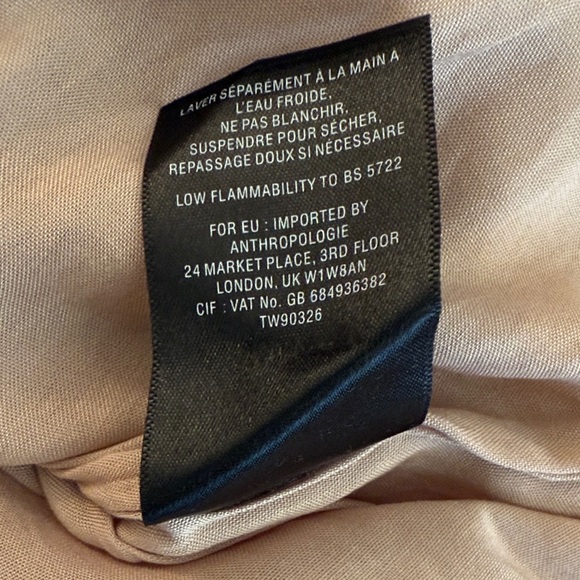 LAVER SÉPARÉMENT À LA MAIN À
L'EAU FROIDE,
NE PAS BLANCHIR,
SUSPENDRE POUR SÉCHER,
REPASSAGE DOUX SI NÉCESSAIRE
LOW FLAMMABILITY TO BS 5722
FOR EU : IMPORTED BY
ANTHROPOLOGIE
24 MARKET PLACE, 3RD FLOOR
LONDON, UK W1W8AN
CIF : VAT No. GB 684936382
TW90326